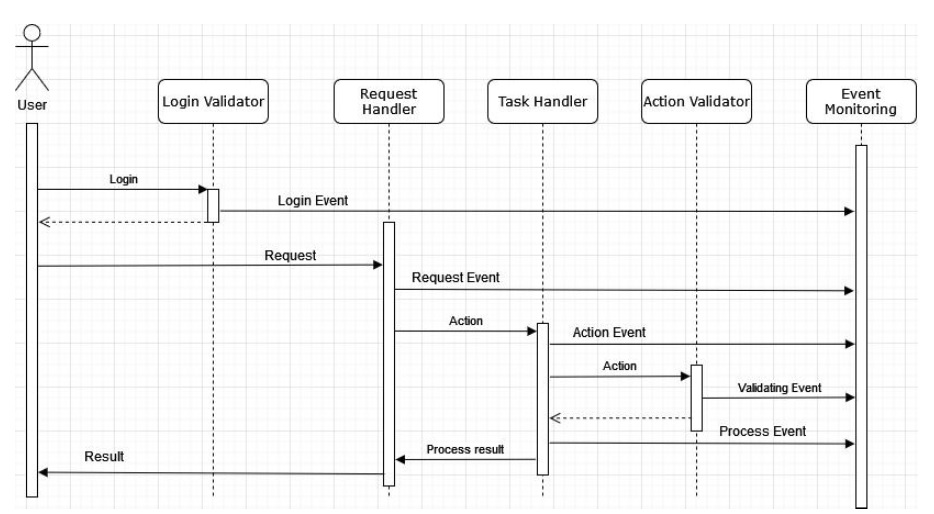 User
Login Validator
Request
Handler
Task Handler
Action Validator
Event
Monitoring
Login
Login Event
Request
Request Event
Action
Action Event
Action
Validating Event
Process Event
Process result
Result